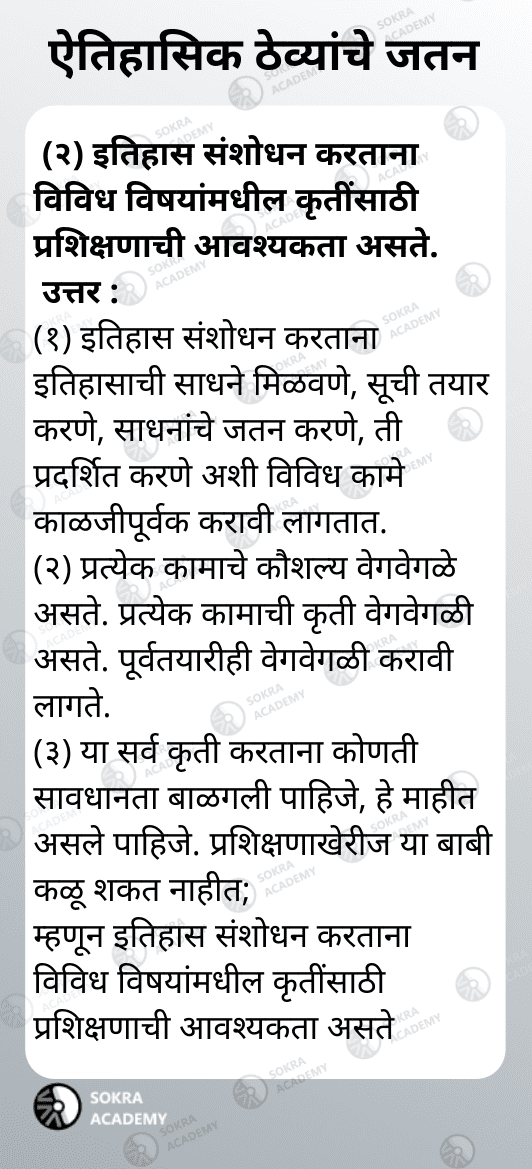 ऐतिहासिक ठेव्यांचे जतन
(२) इतिहास संशोधन करताना
विविध विषयांमधील कृतींसाठी
प्रशिक्षणाची आवश्यकता असते.
उत्तर :
(१) इतिहास संशोधन करताना
इतिहासाची साधने मिळवणे, सूची तयार
करणे, साधनांचे जतन करणे, ती
प्रदर्शित करणे अशी विविध कामे
काळजीपूर्वक करावी लागतात.
(२) प्रत्येक कामाचे कौशल्य वेगवेगळे
असते. प्रत्येक कामाची कृती वेगवेगळी
असते. पूर्वतयारीही वेगवेगळी करावी
लागते.
(३) या सर्व कृती करताना कोणती
सावधानता बाळगली पाहिजे, हे माहीत
असले पाहिजे. प्रशिक्षणाखेरीज या बाबी
कळू शकत नाहीत;
म्हणून इतिहास संशोधन करताना
विविध विषयांमधील कृतींसाठी
प्रशिक्षणाची आवश्यकता असते
SOKRA
ACADEMY